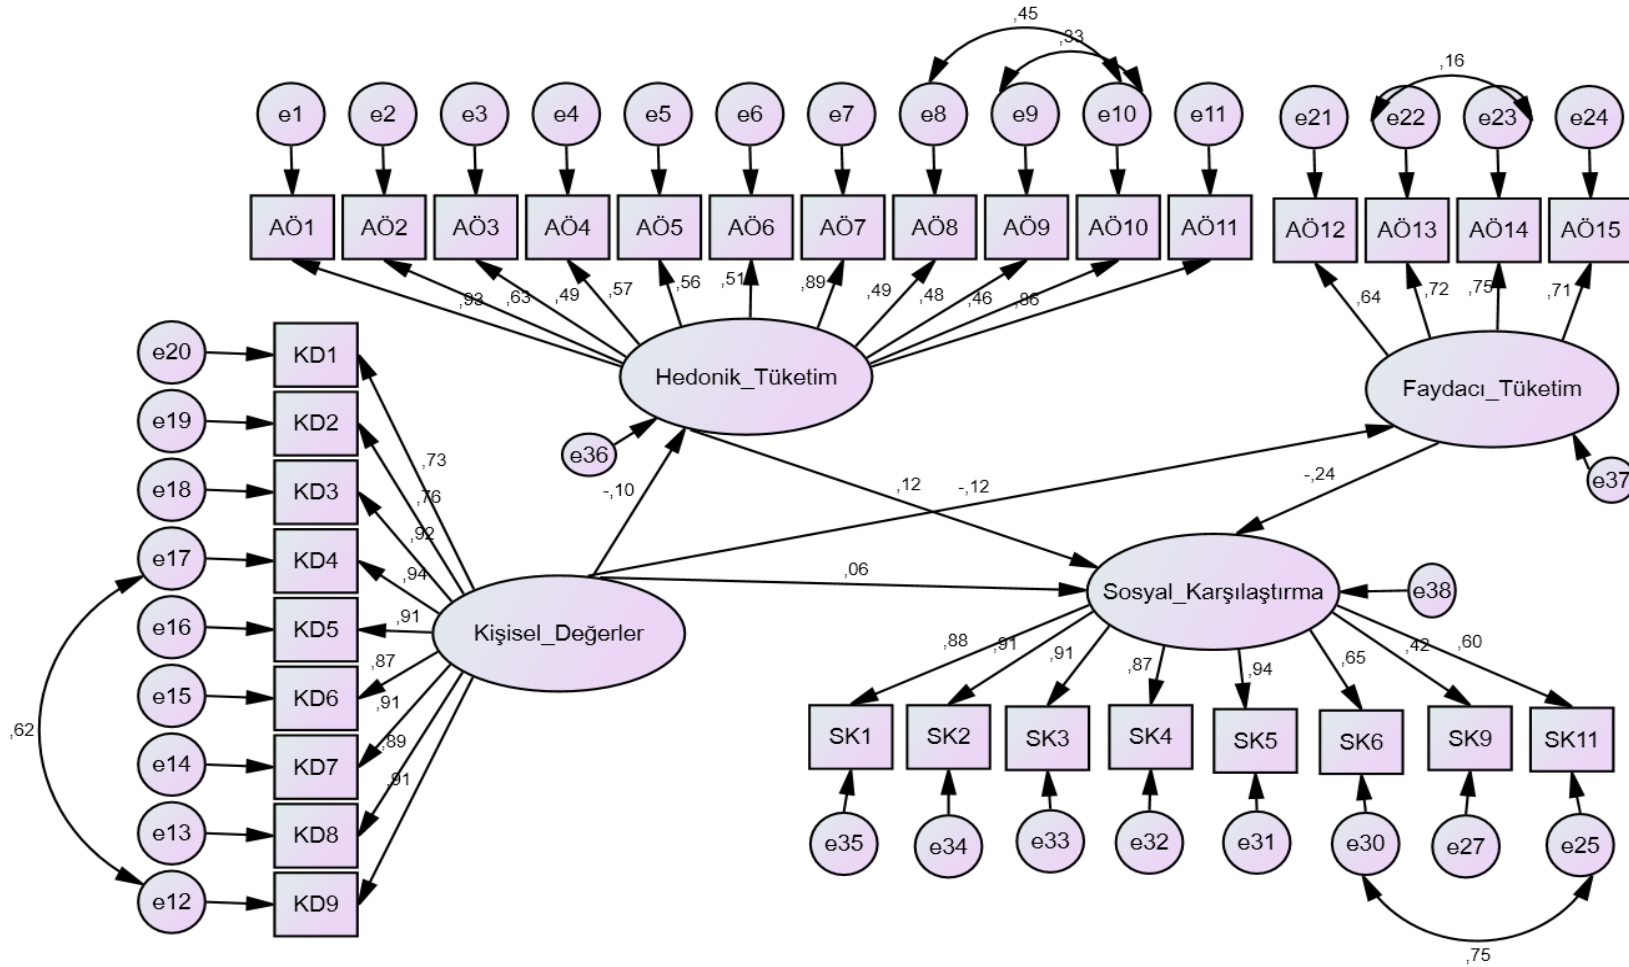 ,45
,33
,16
e1 e2 e3 e4 e5 e6 e7 e8 e9 e10 e11 e21 e22 e23 e24
AÖ1 AÖ2 AÖ3 AÖ4 AÖ5 AÖ6 AÖ7 AÖ8 AÖ9 AÖ10 AÖ11 AÖ12 AÖ13 AÖ14 AÖ15
,93 ,63 ,49 ,57 ,56 ,51 ,89 ,49 ,48 ,46 ,86 ,64 ,72 ,75 ,71
Hedonik_Tüketim
Faydacı_Tüketim
e36
e37
-,10
,12
-,12
-,24
,06
e20 KD1
e19 KD2
e18 KD3
e17 KD4
e16 KD5
e15 KD6
e14 KD7
e13 KD8
e12 KD9
,73
,76
,92
,94
,91
,87
,91
,89
,91
,62
Kişisel_Değerler
Sosyal_Karşılaştırma
e38
,88 ,91 ,91 ,87 ,94 ,65 ,42 ,60
SK1 SK2 SK3 SK4 SK5 SK6 SK9 SK11
e35 e34 e33 e32 e31 e30 e27 e25
,75